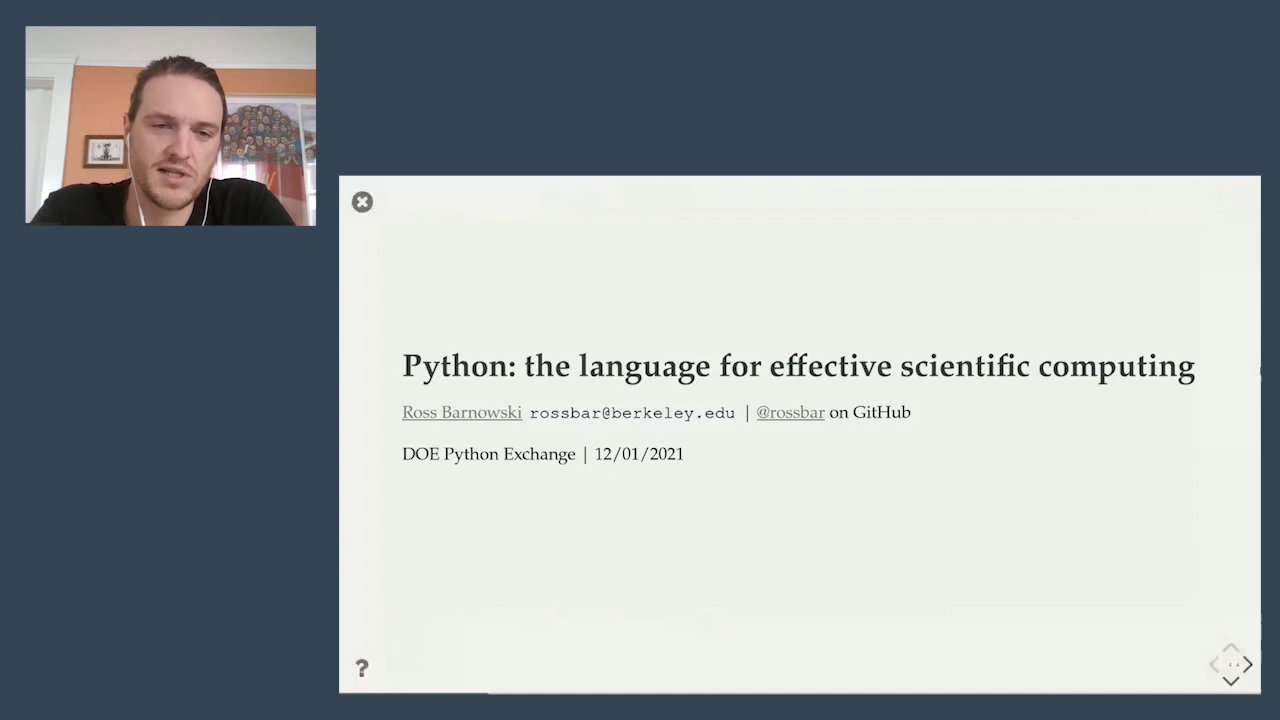 Python: the language for effective scientific computing
Ross Barnowski rossbar@berkeley.edu | @rossbar on GitHub
DOE Python Exchange | 12/01/2021
?